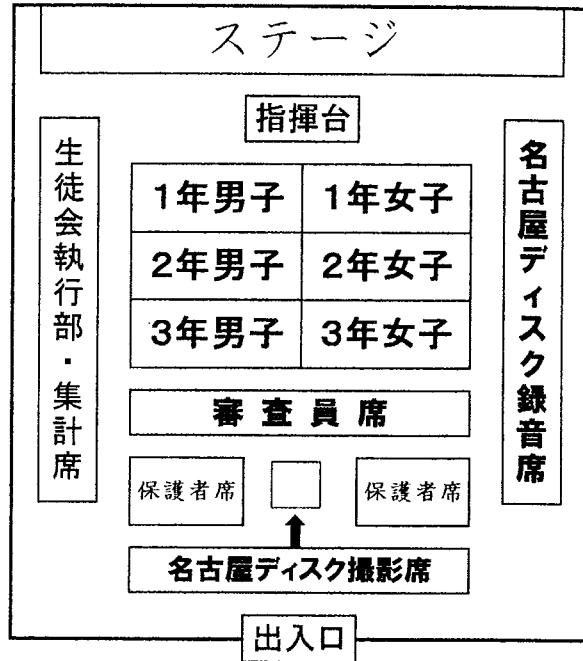 ステージ
指揮台
生徒会執行部・集計席
名古屋ディスク録音席
1年男子 1年女子
2年男子 2年女子
3年男子 3年女子
審査員席
保護者席 保護者席
名古屋ディスク撮影席
出入口